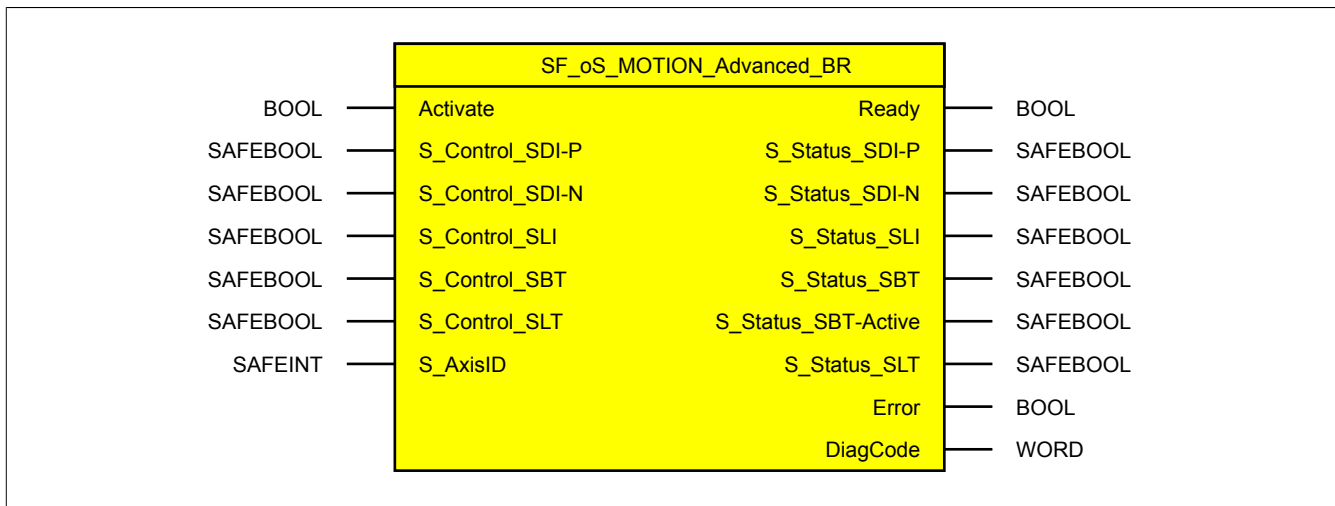 SF_oS_MOTION_Advanced_BR
BOOL Activate Ready BOOL
SAFEBOOL S_Control_SDI-P S_Status_SDI-P SAFEBOOL
SAFEBOOL S_Control_SDI-N S_Status_SDI-N SAFEBOOL
SAFEBOOL S_Control_SLI S_Status_SLI SAFEBOOL
SAFEBOOL S_Control_SBT S_Status_SBT SAFEBOOL
SAFEBOOL S_Control_SLT S_Status_SBT-Active SAFEBOOL
SAFEINT S_AxisID S_Status_SLT SAFEBOOL
Error BOOL
DiagCode WORD